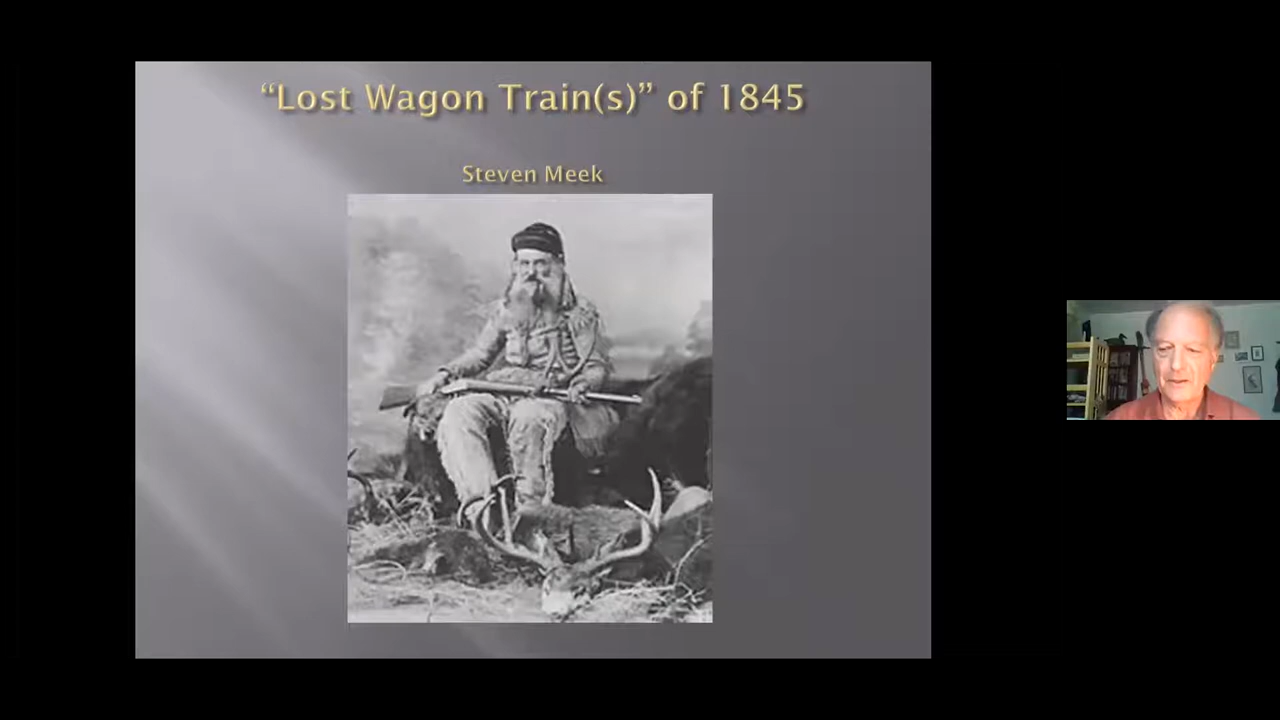 “Lost Wagon Train(s)” of 1845
Steven Meek